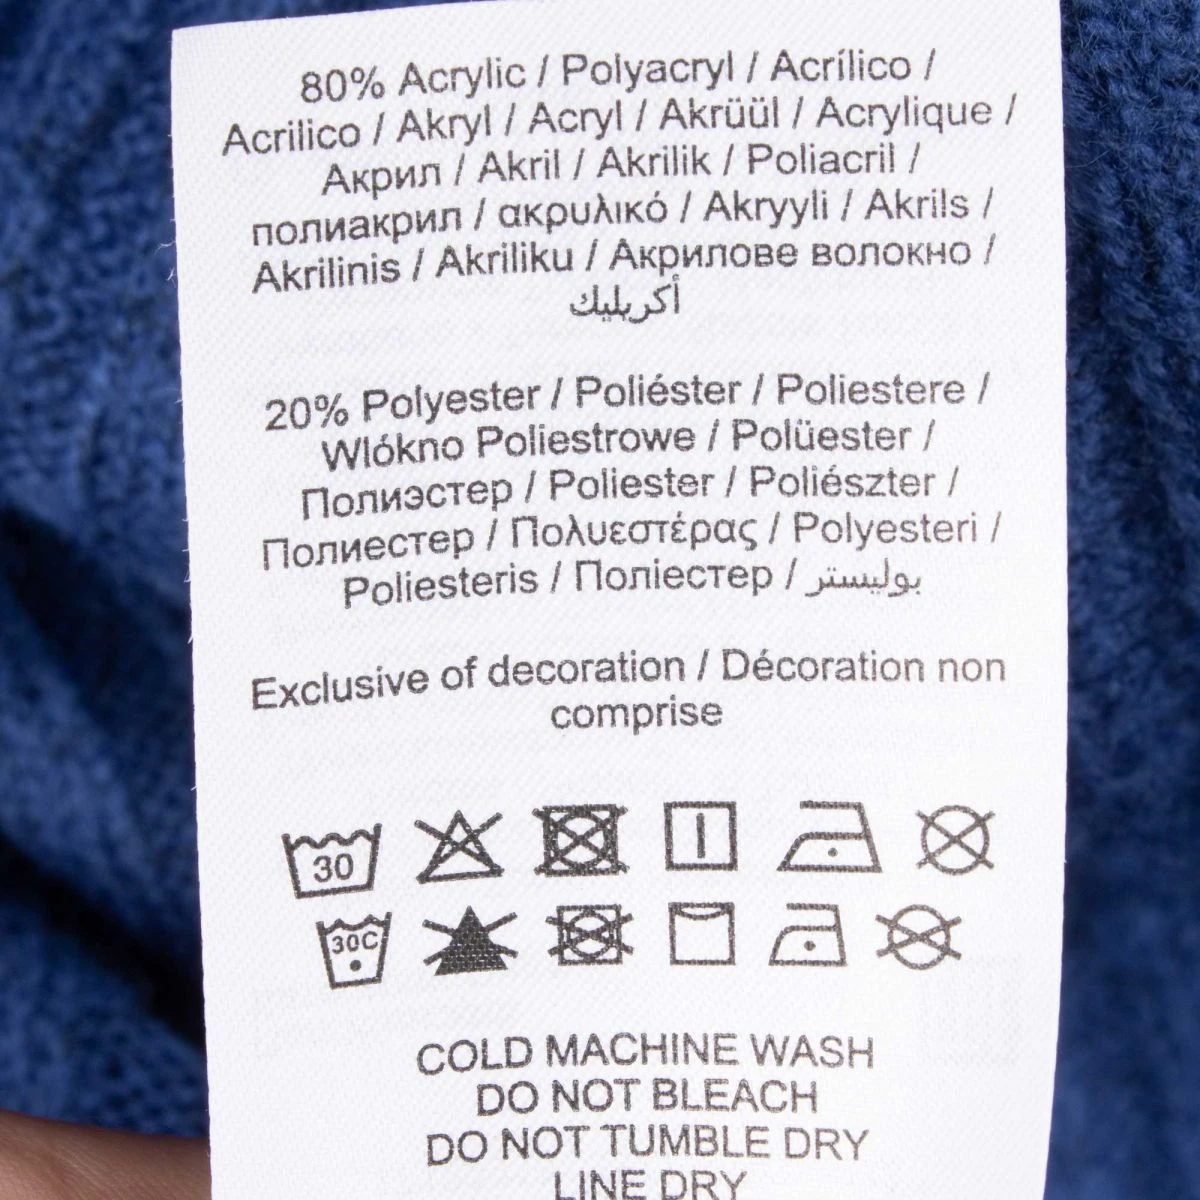 80% Acrylic / Polyacryl / Acrílico /
Acrilico / Akryl / Acryl / Akrüül / Acrylique /
Акрил / Akril / Akrilik / Poliacril /
полиакрил / ακρυλικό / Akryyli / Akrils /
Akrilinis / Akriliku / Акрилове волокно /
أكريليك
20% Polyester / Poliéster / Poliestere /
Wlókno Poliestrowe / Polüester /
Полиэстер / Poliester / Poliészter /
Полиестер / Πολυεστέρας / Polyesteri /
Poliesteris / Поліестер / بوليستر
Exclusive of decoration / Décoration non
comprise
30
30C
COLD MACHINE WASH
DO NOT BLEACH
DO NOT TUMBLE DRY
LINE DRY